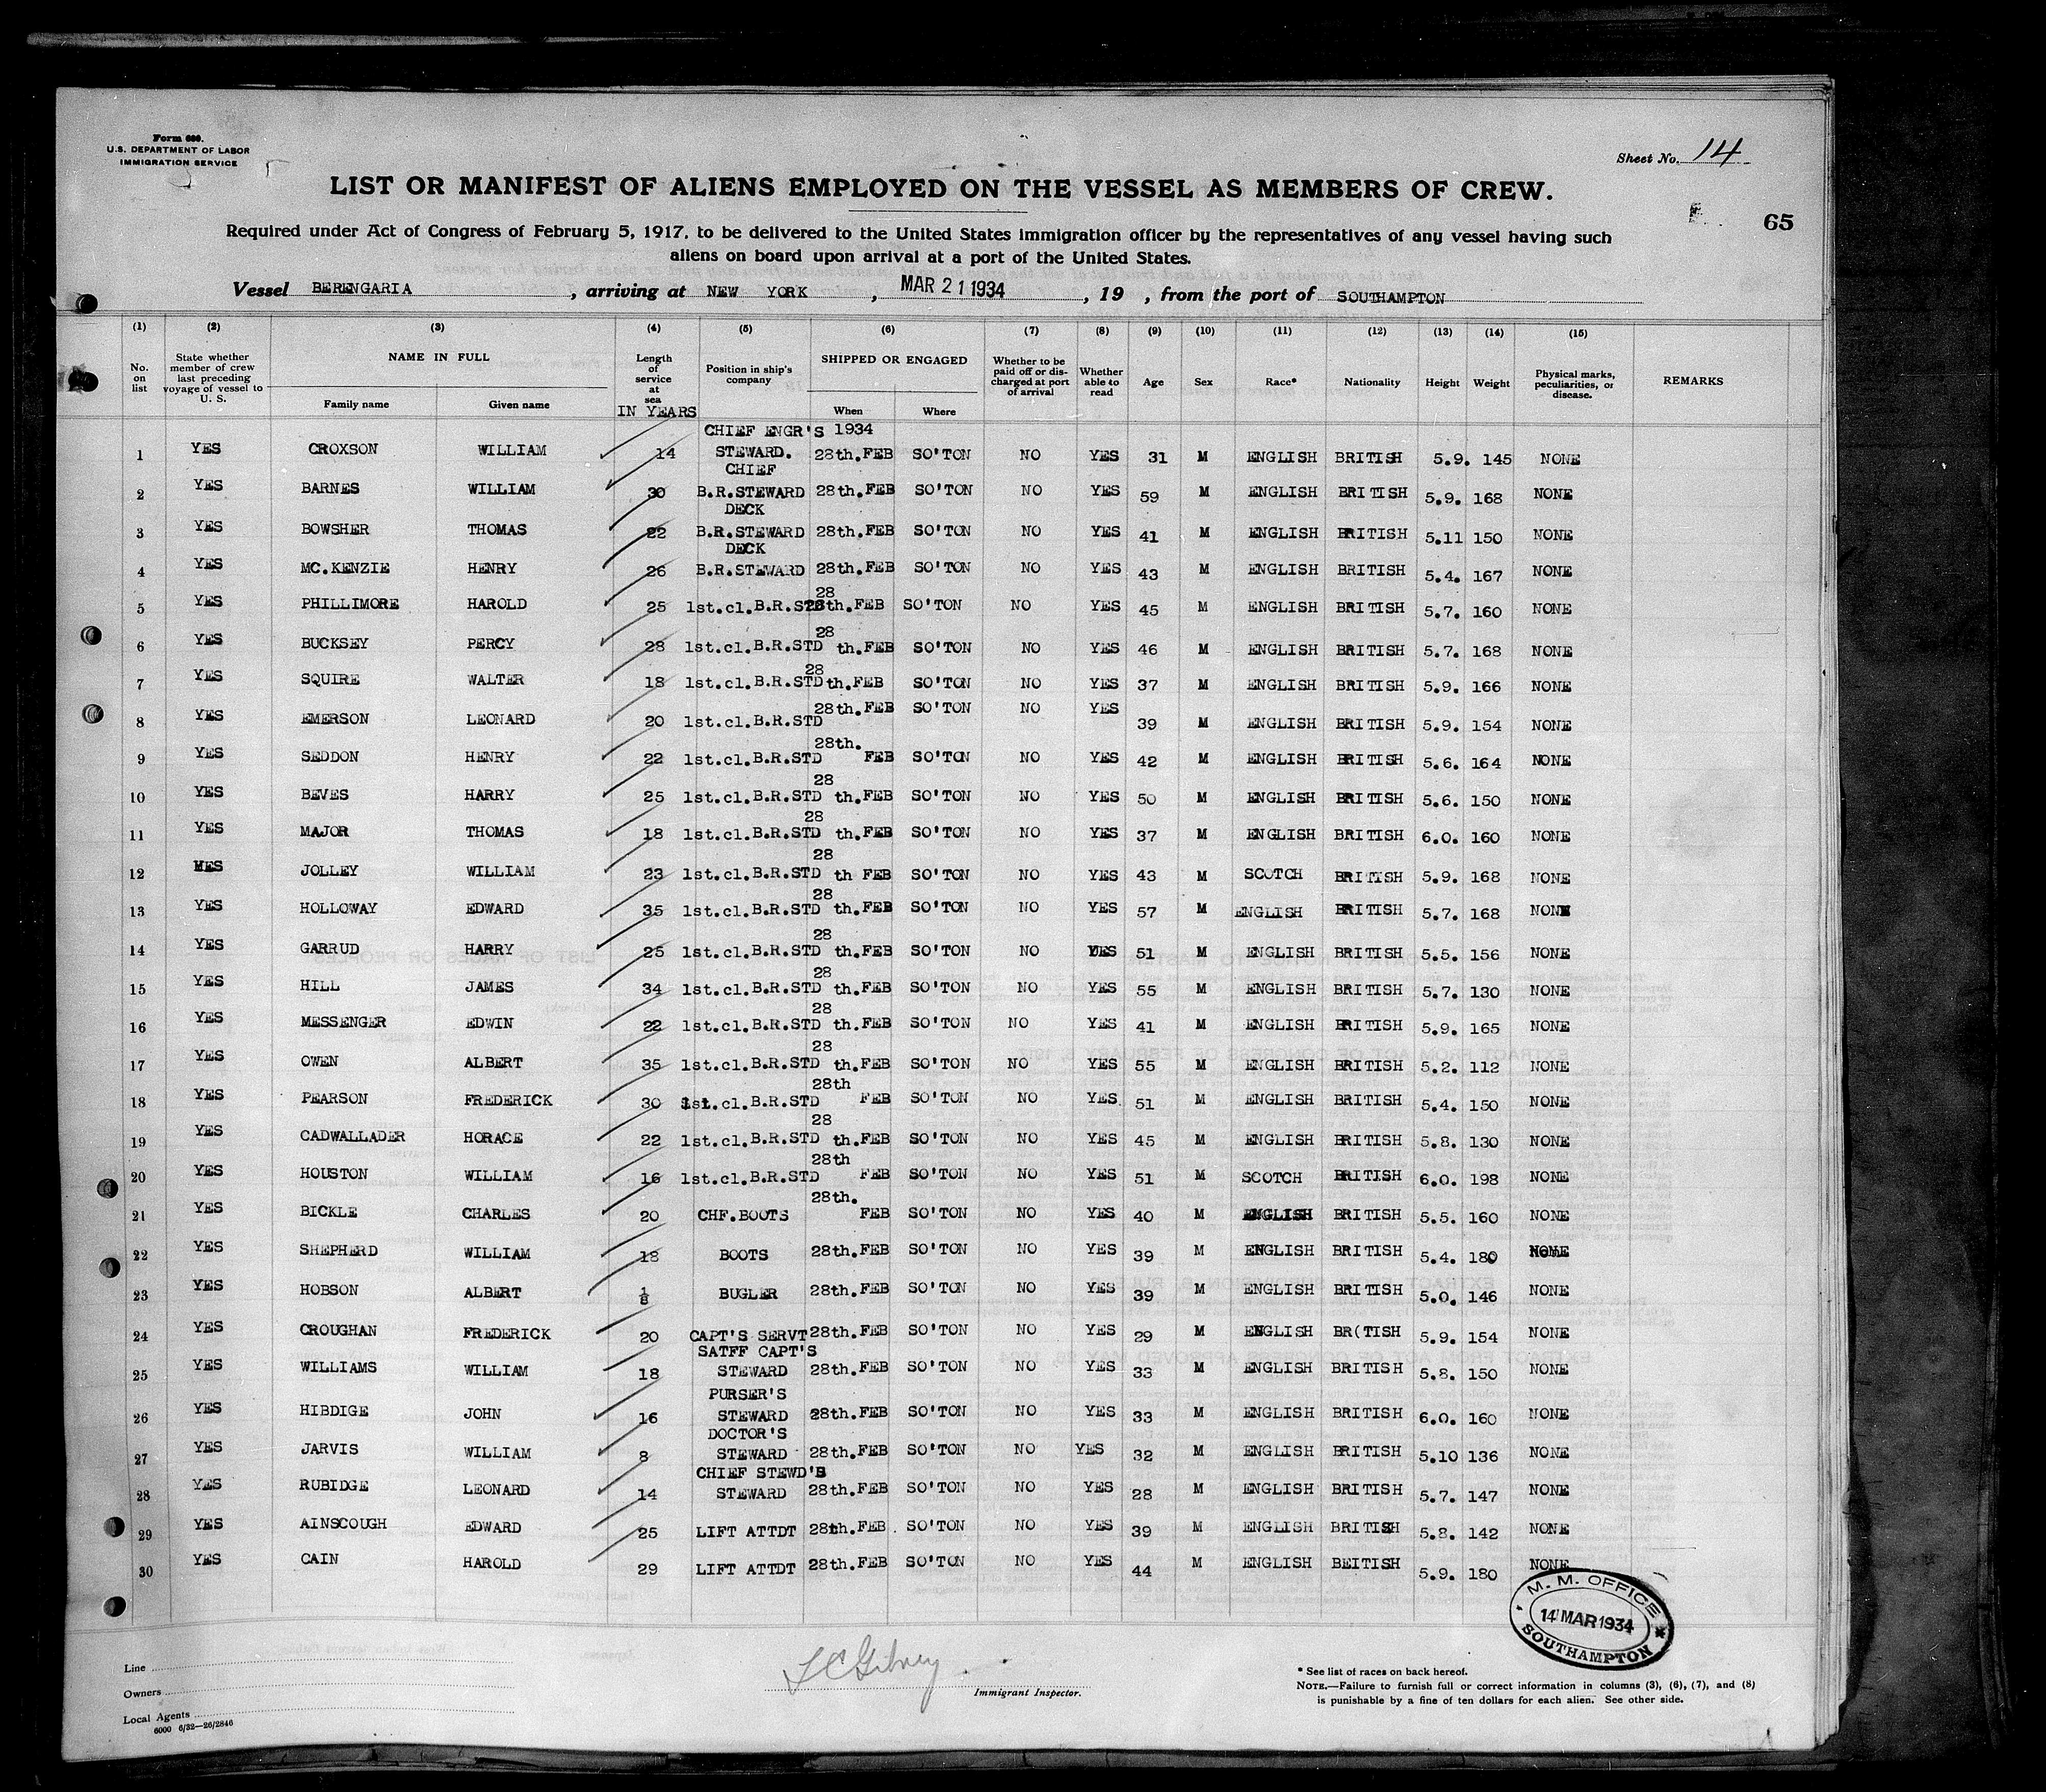 Form 689.
U.S. DEPARTMENT OF LABOR
IMMIGRATION SERVICE
Sheet No. 14
LIST OR MANIFEST OF ALIENS EMPLOYED ON THE VESSEL AS MEMBERS OF CREW.
65
Required under Act of Congress of February 5, 1917, to be delivered to the United States immigration officer by the representatives of any vessel having such
aliens on board upon arrival at a port of the United States.
Vessel BERENGARIA, arriving at NEW YORK, MAR 21 1934, 19 , from the port of SOUTHAMPTON
(1) (2) (3) (4) (5) (6) (7) (8) (9) (10) (11) (12) (13) (14) (15)
No. on list State whether member of crew last preceding voyage of vessel to U. S. NAME IN FULL Family name Given name Length of service at sea IN YEARS Position in ship's company SHIPPED OR ENGAGED When Where Whether to be paid off or discharged at port of arrival Whether able to read Age Sex Race* Nationality Height Weight Physical marks, peculiarities, or disease. REMARKS
1934
1 YES CROXSON WILLIAM 14 CHIEF ENGR'S STEWARD. 28th.FEB SO'TON NO YES 31 M ENGLISH BRITISH 5.9. 145 NONE
2 YES BARNES WILLIAM 30 CHIEF B.R.STEWARD 28th.FEB SO'TON NO YES 59 M ENGLISH BRITISH 5.9. 168 NONE
3 YES BOWSHER THOMAS 22 DECK B.R.STEWARD 28th.FEB SO'TON NO YES 41 M ENGLISH BRITISH 5.11 150 NONE
4 YES MC.KENZIE HENRY 26 DECK B.R.STEWARD 28th.FEB SO'TON NO YES 43 M ENGLISH BRITISH 5.4. 167 NONE
5 YES PHILLIMORE HAROLD 25 1st.cl.B.R.STD 28th.FEB SO'TON NO YES 45 M ENGLISH BRITISH 5.7. 160 NONE
6 YES BUCKSEY PERCY 28 1st.cl.B.R.STD 28 th.FEB SO'TON NO YES 46 M ENGLISH BRITISH 5.7. 168 NONE
7 YES SQUIRE WALTER 18 1st.cl.B.R.STD 28 th.FEB SO'TON NO YES 37 M ENGLISH BRITISH 5.9. 166 NONE
8 YES EMERSON LEONARD 20 1st.cl.B.R.STD 28th.FEB SO'TON NO YES 39 M ENGLISH BRITISH 5.9. 154 NONE
9 YES SEDDON HENRY 22 1st.cl.B.R.STD 28th. FEB SO'TON NO YES 42 M ENGLISH BRITISH 5.6. 164 NONE
10 YES BEVES HARRY 25 1st.cl.B.R.STD 28 th.FEB SO'TON NO YES 50 M ENGLISH BRITISH 5.6. 150 NONE
11 YES MAJOR THOMAS 18 1st.cl.B.R.STD 28 th.FEB SO'TON NO YES 37 M ENGLISH BRITISH 6.0. 160 NONE
12 YES JOLLEY WILLIAM 23 1st.cl.B.R.STD 28 th FEB SO'TON NO YES 43 M SCOTCH BRITISH 5.9. 168 NONE
13 YES HOLLOWAY EDWARD 35 1st.cl.B.R.STD 28 th.FEB SO'TON NO YES 57 M ENGLISH BRITISH 5.7. 168 NONE
14 YES GARRUD HARRY 25 1st.cl.B.R.STD 28 th.FEB SO'TON NO YES 51 M ENGLISH BRITISH 5.5. 156 NONE
15 YES HILL JAMES 34 1st.cl.B.R.STD 28 th.FEB SO'TON NO YES 55 M ENGLISH BRITISH 5.7. 130 NONE
16 YES MESSENGER EDWIN 22 1st.cl.B.R.STD 28 th.FEB SO'TON NO YES 41 M ENGLISH BRITISH 5.9. 165 NONE
17 YES OWEN ALBERT 35 1st.cl.B.R.STD 28 th.FEB SO'TON NO YES 55 M ENGLISH BRITISH 5.2. 112 NONE
18 YES PEARSON FREDERICK 30 1st.cl.B.R.STD 28th FEB SO'TON NO YES 51 M ENGLISH BRITISH 5.4. 150 NONE
19 YES CADWALLADER HORACE 22 1st.cl.B.R.STD 28 th.FEB SO'TON NO YES 45 M ENGLISH BRITISH 5.8. 130 NONE
20 YES HOUSTON WILLIAM 16 1st.cl.B.R.STD 28th FEB SO'TON NO YES 51 M SCOTCH BRITISH 6.0. 198 NONE
21 YES BICKLE CHARLES 20 CHF.BOOTS 28th. FEB SO'TON NO YES 40 M ENGLISH BRITISH 5.5. 160 NONE
22 YES SHEPHERD WILLIAM 18 BOOTS 28th.FEB SO'TON NO YES 39 M ENGLISH BRITISH 5.4. 180 NONE
23 YES HOBSON ALBERT 1/8 BUGLER 28th.FEB SO'TON NO YES 39 M ENGLISH BRITISH 5.0. 146 NONE
24 YES CROUGHAN FREDERICK 20 CAPT'S SERVT 28th.FEB SO'TON NO YES 29 M ENGLISH BR(TISH 5.9. 154 NONE
25 YES WILLIAMS WILLIAM 18 SATFF CAPT'S STEWARD 28th.FEB SO'TON NO YES 33 M ENGLISH BRITISH 5.8. 150 NONE
26 YES HIBDIGE JOHN 16 PURSER'S STEWARD 28th.FEB SO'TON NO YES 33 M ENGLISH BRITISH 6.0. 160 NONE
27 YES JARVIS WILLIAM 8 DOCTOR'S STEWARD 28th.FEB SO'TON NO YES 32 M ENGLISH BRITISH 5.10 136 NONE
28 YES RUBIDGE LEONARD 14 CHIEF STEWD'S STEWARD 28th.FEB SO'TON NO YES 28 M ENGLISH BRITISH 5.7. 147 NONE
29 YES AINSCOUGH EDWARD 25 LIFT ATTDT 28th.FEB. SO'TON NO YES 39 M ENGLISH BRITISH 5.8. 142 NONE
30 YES CAIN HAROLD 29 LIFT ATTDT 28th.FEB SO'TON NO YES 44 M ENGLISH BEITISH 5.9. 180 NONE
M. M. OFFICE
14 MAR 1934
SOUTHAMPTON
Line
Owners
Local Agents
6000 6/32—26/2846
Immigrant Inspector.
* See list of races on back hereof.
NOTE.—Failure to furnish full or correct information in columns (3), (6), (7), and (8)
is punishable by a fine of ten dollars for each alien. See other side.